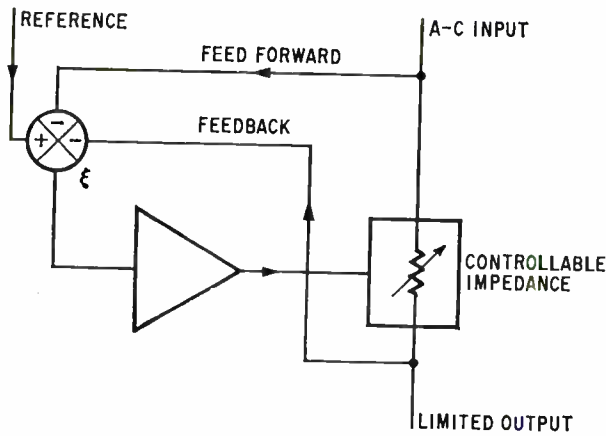 REFERENCE
A-C INPUT
FEED FORWARD
FEEDBACK
+ - -
ξ
CONTROLLABLE
IMPEDANCE
LIMITED OUTPUT